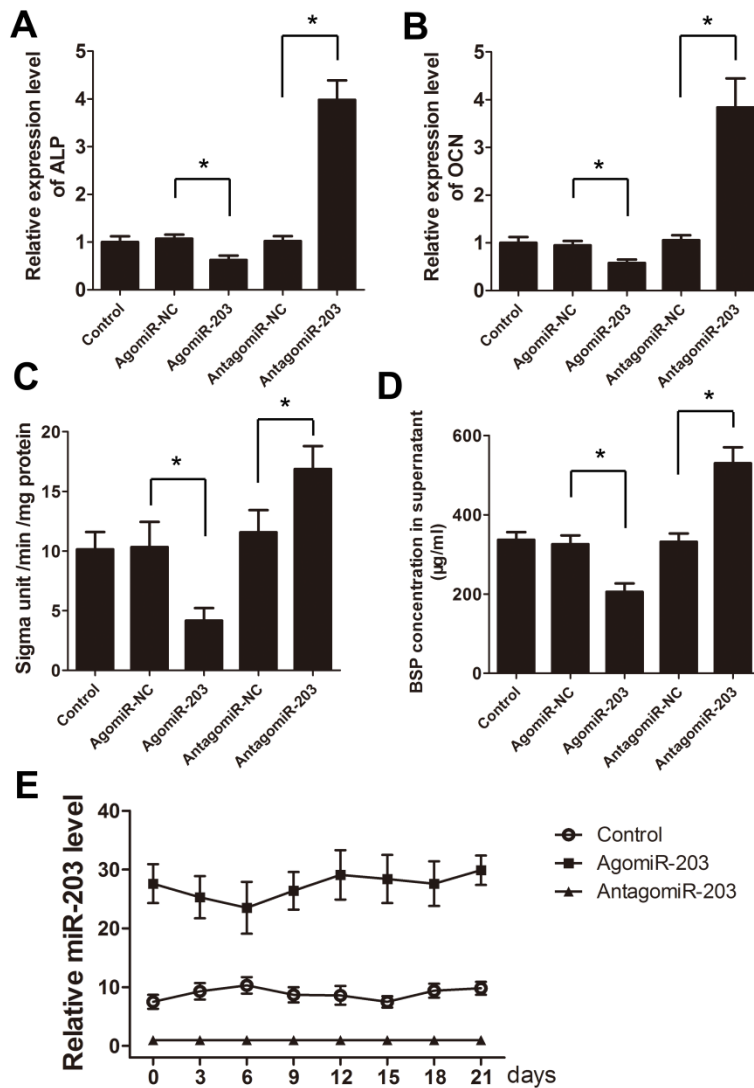 A
Relative expression level
of ALP
5
4
3
2
1
0
*
*
Control
AgomiR-NC
AgomiR-203
AntagomiR-NC
AntagomiR-203
B
Relative expression level
of OCN
5
4
3
2
1
0
*
*
Control
AgomiR-NC
AgomiR-203
AntagomiR-NC
AntagomiR-203
C
Sigma unit /min /mg protein
20
15
10
5
0
*
*
Control
AgomiR-NC
AgomiR-203
AntagomiR-NC
AntagomiR-203
D
BSP concentration in supernatant
(μg/ml)
600
400
200
0
*
*
Control
AgomiR-NC
AgomiR-203
AntagomiR-NC
AntagomiR-203
E
Relative miR-203 level
40
30
20
10
0
0 3 6 9 12 15 18 21 days
Control
AgomiR-203
AntagomiR-203